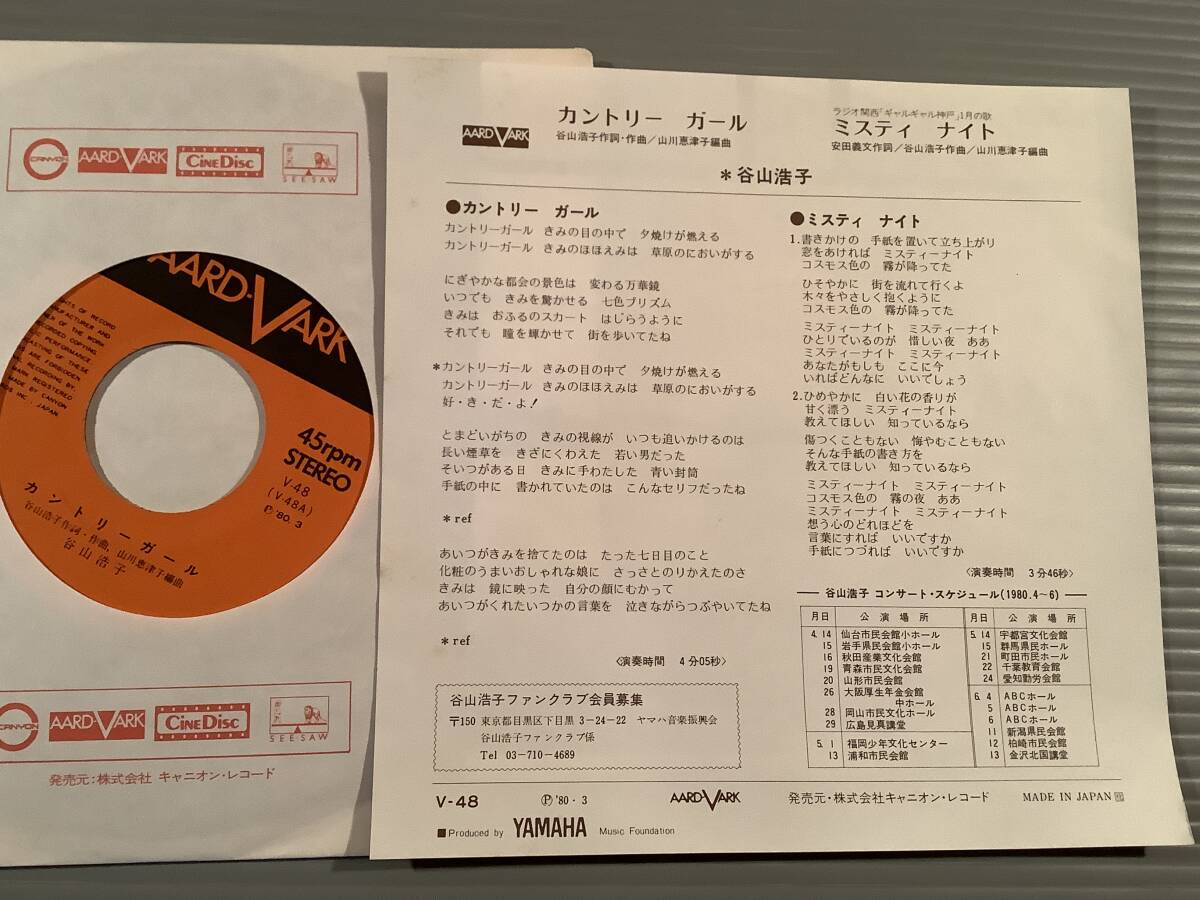 CANYON
AARD-VARK
CINEDISC
SEESAW
AARD-VARK
45rpm
STEREO
V-48
(V-48A)
Ⓟ'80.3
カントリーガール
谷山浩子作詞・作曲，山川恵津子編曲
谷山浩子
CANYON
AARD-VARK
CINEDISC
SEE-SAW
発売元：株式会社 キャニオン・レコード
AARD-VARK
カントリー ガール
谷山浩子作詞・作曲／山川恵津子編曲
ラジオ関西「ギャルギャル神戸」1月の歌
ミスティ ナイト
安田義文作詞／谷山浩子作曲／山川恵津子編曲
＊谷山浩子
●カントリー ガール
カントリーガール きみの目の中で 夕焼けが燃える
カントリーガール きみのほほえみは 草原のにおいがする
にぎやかな都会の景色は 変わる万華鏡
いつでも きみを驚かせる 七色プリズム
きみは おふるのスカート はじらうように
それでも 瞳を輝かせて 街を歩いてたね
＊カントリーガール きみの目の中で 夕焼けが燃える
カントリーガール きみのほほえみは 草原のにおいがする
好・き・だ・よ！
とまどいがちの きみの視線が いつも追いかけるのは
長い煙草を きざにくわえた 若い男だった
そいつがある日 きみに手わたした 青い封筒
手紙の中に 書かれていたのは こんなセリフだったね
＊ref
あいつがきみを捨てたのは たった七日目のこと
化粧のうまいおしゃれな娘に さっさとのりかえたのさ
きみは 鏡に映った 自分の顔にむかって
あいつがくれたいつかの言葉を 泣きながらつぶやいてたね
＊ref
〈演奏時間 4分05秒〉
谷山浩子ファンクラブ会員募集
〒150 東京都目黒区下目黒 3-24-22 ヤマハ音楽振興会
谷山浩子ファンクラブ係
Tel 03-710-4689
●ミスティ ナイト
1.書きかけの 手紙を置いて立ち上がり
窓をあければ ミスティーナイト
コスモス色の 霧が降ってた
ひそやかに 街を流れて行くよ
木々をやさしく抱くように
コスモス色の 霧が降ってた
ミスティーナイト ミスティーナイト
ひとりでいるのが 惜しい夜 ああ
ミスティーナイト ミスティーナイト
あなたがもしも ここに今
いればどんなに いいでしょう
2.ひめやかに 白い花の香りが
甘く漂う ミスティーナイト
教えてほしい 知っているなら
傷つくこともない 悔やむこともない
そんな手紙の書き方を
教えてほしい 知っているなら
ミスティーナイト ミスティーナイト
コスモス色の 霧の夜 ああ
ミスティーナイト ミスティーナイト
想う心のどれほどを
言葉にすれば いいですか
手紙につづれば いいですか
〈演奏時間 3分46秒〉
谷山浩子 コンサート・スケジュール(1980.4〜6)
月日 公演場所 月日 公演場所
4.14 仙台市民会館小ホール
15 岩手県民会館小ホール
16 秋田産業文化会館
19 青森市民文化ホール
20 山形市民会館
26 大阪厚生年金会館
中ホール
28 岡山市民文化ホール
29 広島見真講堂
5.1 福岡少年文化センター
13 浦和市民会館
5.14 宇都宮文化会館
15 群馬県民ホール
21 町田市民ホール
22 千葉教育会館
24 愛知勤労会館
6.4 ABCホール
5 ABCホール
6 ABCホール
11 新潟県民会館
12 柏崎市民会館
13 金沢北国講堂
V-48 Ⓟ'80・3 AARD-VARK 発売元・株式会社キャニオン・レコード MADE IN JAPAN
■Produced by YAMAHA Music Foundation